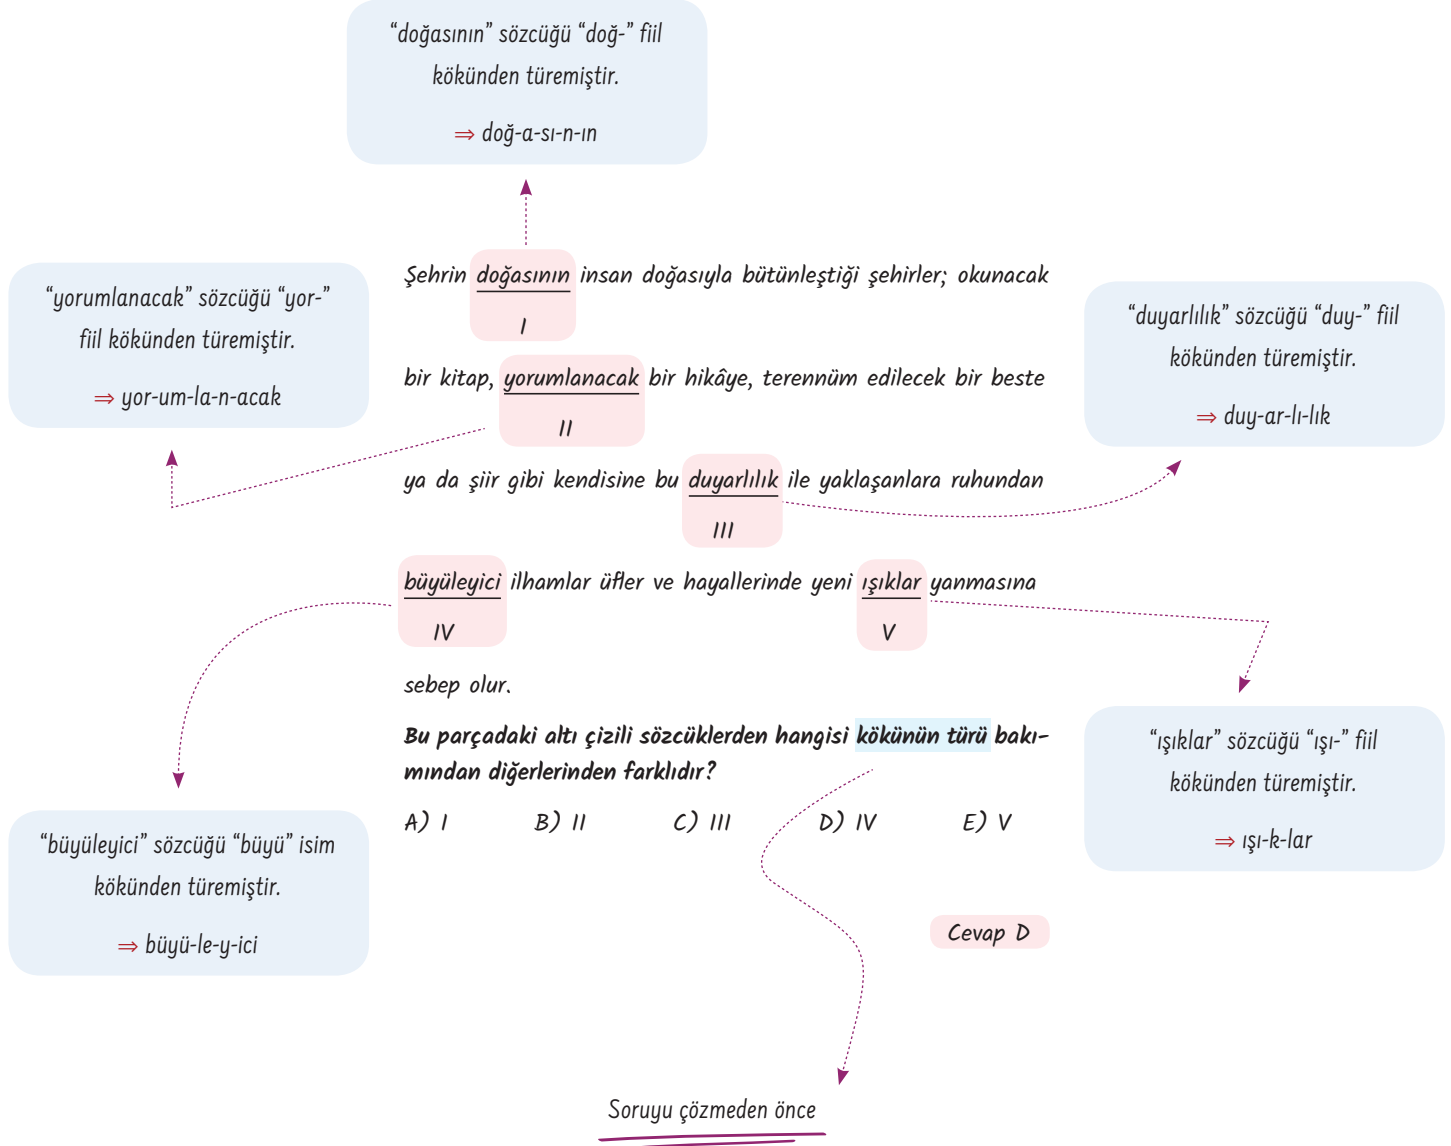 “doğasının” sözcüğü “doğ-” fiil
kökünden türemiştir.
⇒ doğ-a-sı-n-ın
“yorumlanacak” sözcüğü “yor-”
fiil kökünden türemiştir.
⇒ yor-um-la-n-acak
Şehrin doğasının insan doğasıyla bütünleştiği şehirler; okunacak
I
bir kitap, yorumlanacak bir hikâye, terennüm edilecek bir beste
II
ya da şiir gibi kendisine bu duyarlılık ile yaklaşanlara ruhundan
III
büyüleyici ilhamlar üfler ve hayallerinde yeni ışıklar yanmasına
IV V
sebep olur.
“duyarlılık” sözcüğü “duy-” fiil
kökünden türemiştir.
⇒ duy-ar-lı-lık
Bu parçadaki altı çizili sözcüklerden hangisi kökünün türü bakı-
mından diğerlerinden farklıdır?
A) I B) II C) III D) IV E) V
“ışıklar” sözcüğü “ışı-” fiil
kökünden türemiştir.
⇒ ışı-k-lar
“büyüleyici” sözcüğü “büyü” isim
kökünden türemiştir.
⇒ büyü-le-y-ici
Cevap D
Soruyu çözmeden önce